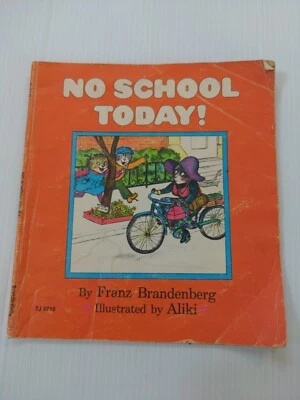 NO SCHOOL
TODAY!
By Franz Brandenberg
Illustrated by Aliki